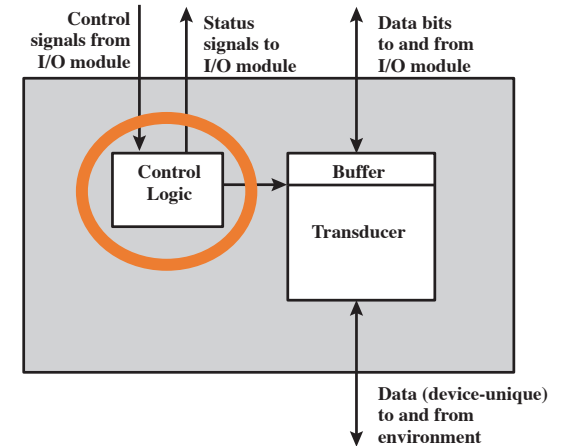 Control
signals from
I/O module
Status
signals to
I/O module
Data bits
to and from
I/O module
Control
Logic
Buffer
Transducer
Data (device-unique)
to and from
environment